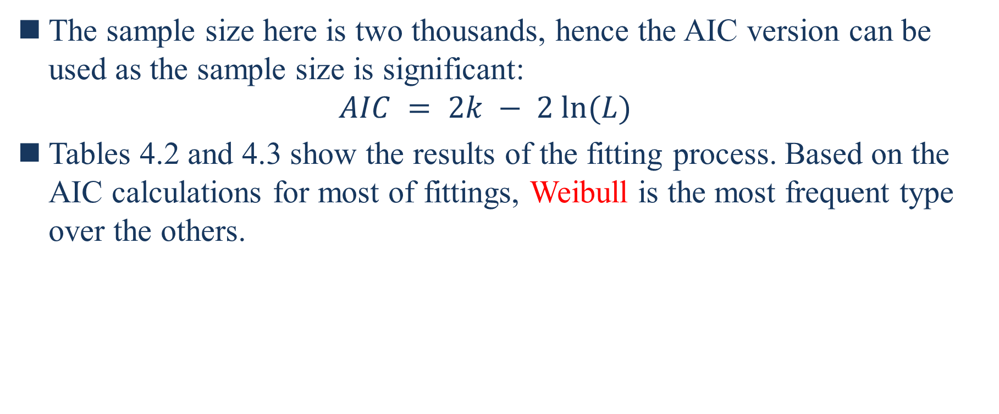 ■ The sample size here is two thousands, hence the AIC version can be
used as the sample size is significant:
𝐴𝐼𝐶 = 2𝑘 − 2 ln(𝐿)
■ Tables 4.2 and 4.3 show the results of the fitting process. Based on the
AIC calculations for most of fittings, Weibull is the most frequent type
over the others.